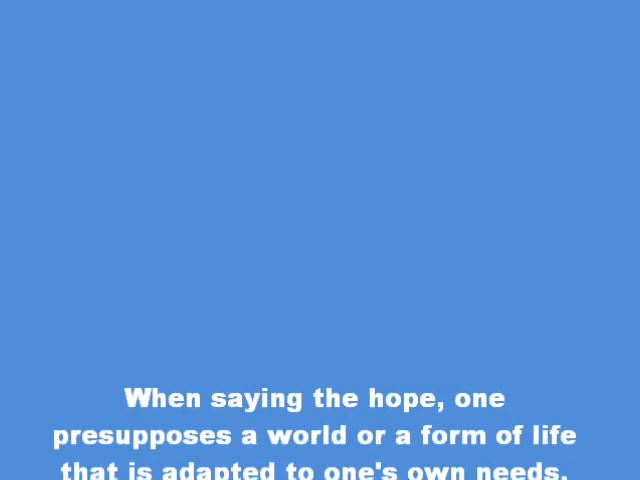 When saying the hope, one
presupposes a world or a form of life
that is adapted to one's own needs.